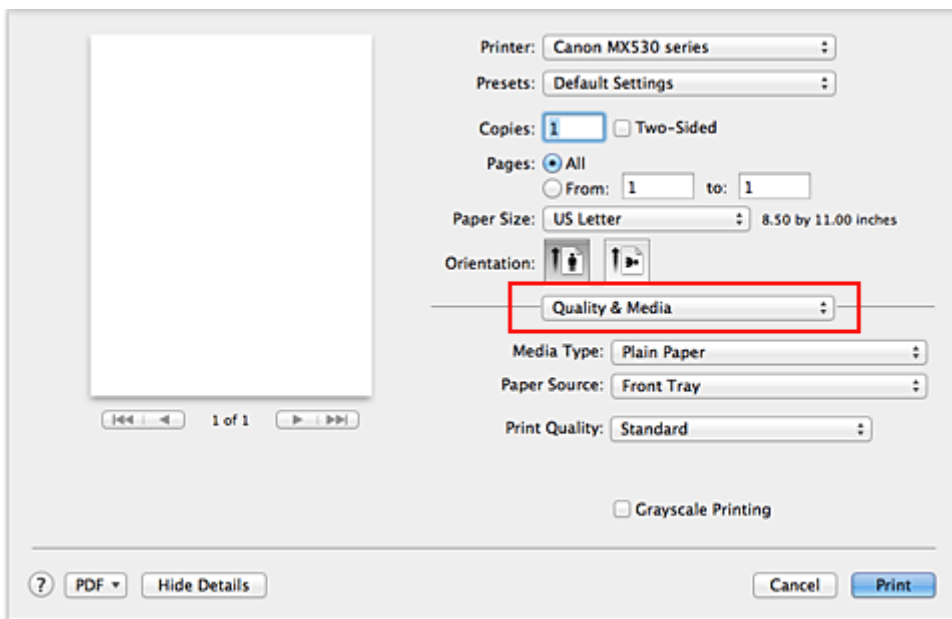 Printer: Canon MX530 series
Presets: Default Settings
Copies: 1 Two-Sided
Pages: All
From: 1 to: 1
Paper Size: US Letter 8.50 by 11.00 inches
Orientation:
Quality & Media
Media Type: Plain Paper
Paper Source: Front Tray
1 of 1
Print Quality: Standard
Grayscale Printing
? PDF Hide Details Cancel Print